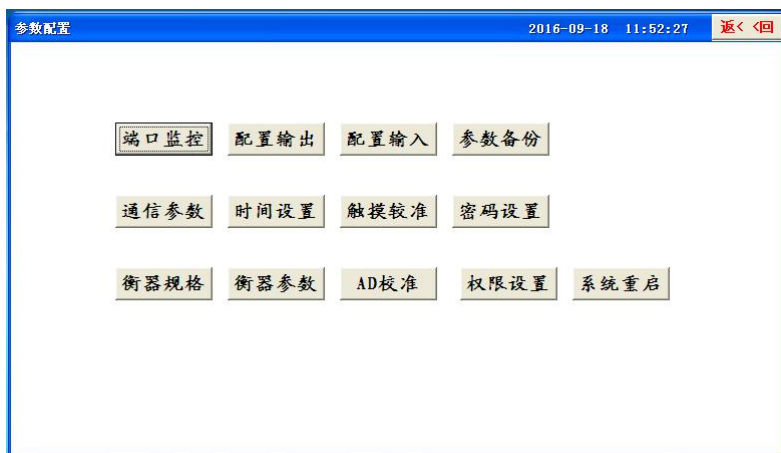 参数配置 2016-09-18 11:52:27 返< <回
端口监控 配置输出 配置输入 参数备份
通信参数 时间设置 触摸较准 密码设置
衡器规格 衡器参数 AD校准 权限设置 系统重启